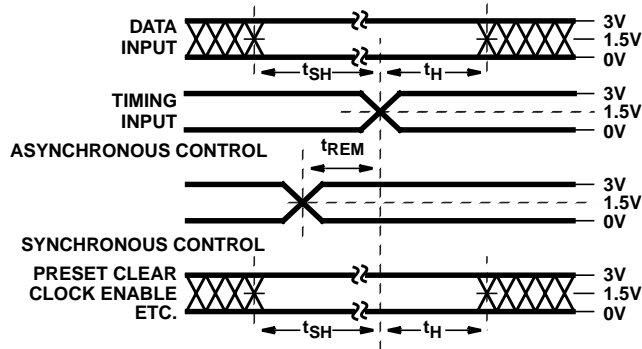 DATA
INPUT
3V
1.5V
0V
tSH
tH
TIMING
INPUT
3V
1.5V
0V
ASYNCHRONOUS CONTROL
tREM
3V
1.5V
0V
SYNCHRONOUS CONTROL
PRESET CLEAR
CLOCK ENABLE
ETC.
3V
1.5V
0V
tSH
tH